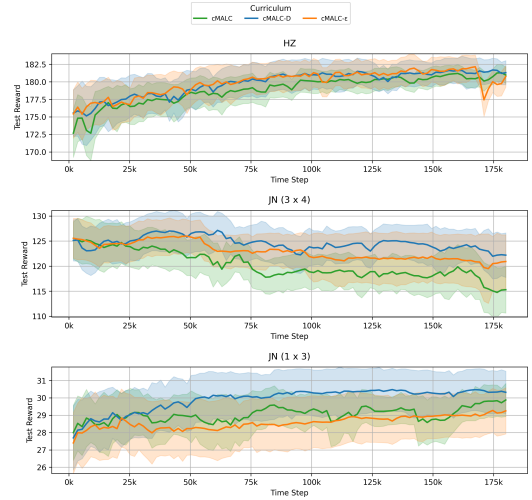 Curriculum
cMALC cMALC-D cMALC-ε
HZ
Test Reward
182.5
180.0
177.5
175.0
172.5
170.0
0k 25k 50k 75k 100k 125k 150k 175k
Time Step
JN (3 x 4)
Test Reward
130
125
120
115
110
0k 25k 50k 75k 100k 125k 150k 175k
Time Step
JN (1 x 3)
Test Reward
31
30
29
28
27
26
0k 25k 50k 75k 100k 125k 150k 175k
Time Step